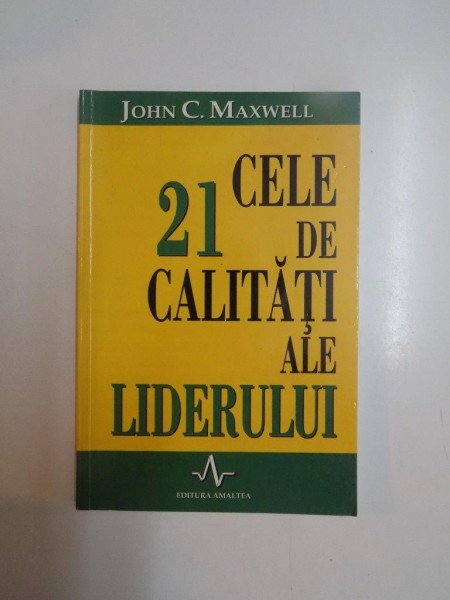 JOHN C. MAXWELL
CELE
21 DE
CALITĂȚI
ALE
LIDERULUI
EDITURA AMALTEA